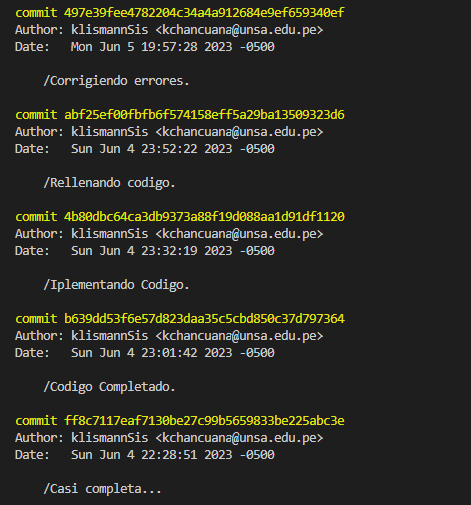 commit 497e39fee4782204c34a4a912684e9ef659340ef
Author: klismannSis <kchancuana@unsa.edu.pe>
Date:   Mon Jun 5 19:57:28 2023 -0500
/Corrigiendo errores.
commit abf25ef00fbfb6f574158eff5a29ba13509323d6
Author: klismannSis <kchancuana@unsa.edu.pe>
Date:   Sun Jun 4 23:52:22 2023 -0500
/Rellenando codigo.
commit 4b80dbc64ca3db9373a88f19d088aa1d91df1120
Author: klismannSis <kchancuana@unsa.edu.pe>
Date:   Sun Jun 4 23:32:19 2023 -0500
/Iplementando Codigo.
commit b639dd53f6e57d823daa35c5cbd850c37d797364
Author: klismannSis <kchancuana@unsa.edu.pe>
Date:   Sun Jun 4 23:01:42 2023 -0500
/Codigo Completado.
commit ff8c7117eaf7130be27c99b5659833be225abc3e
Author: klismannSis <kchancuana@unsa.edu.pe>
Date:   Sun Jun 4 22:28:51 2023 -0500
/Casi completa...